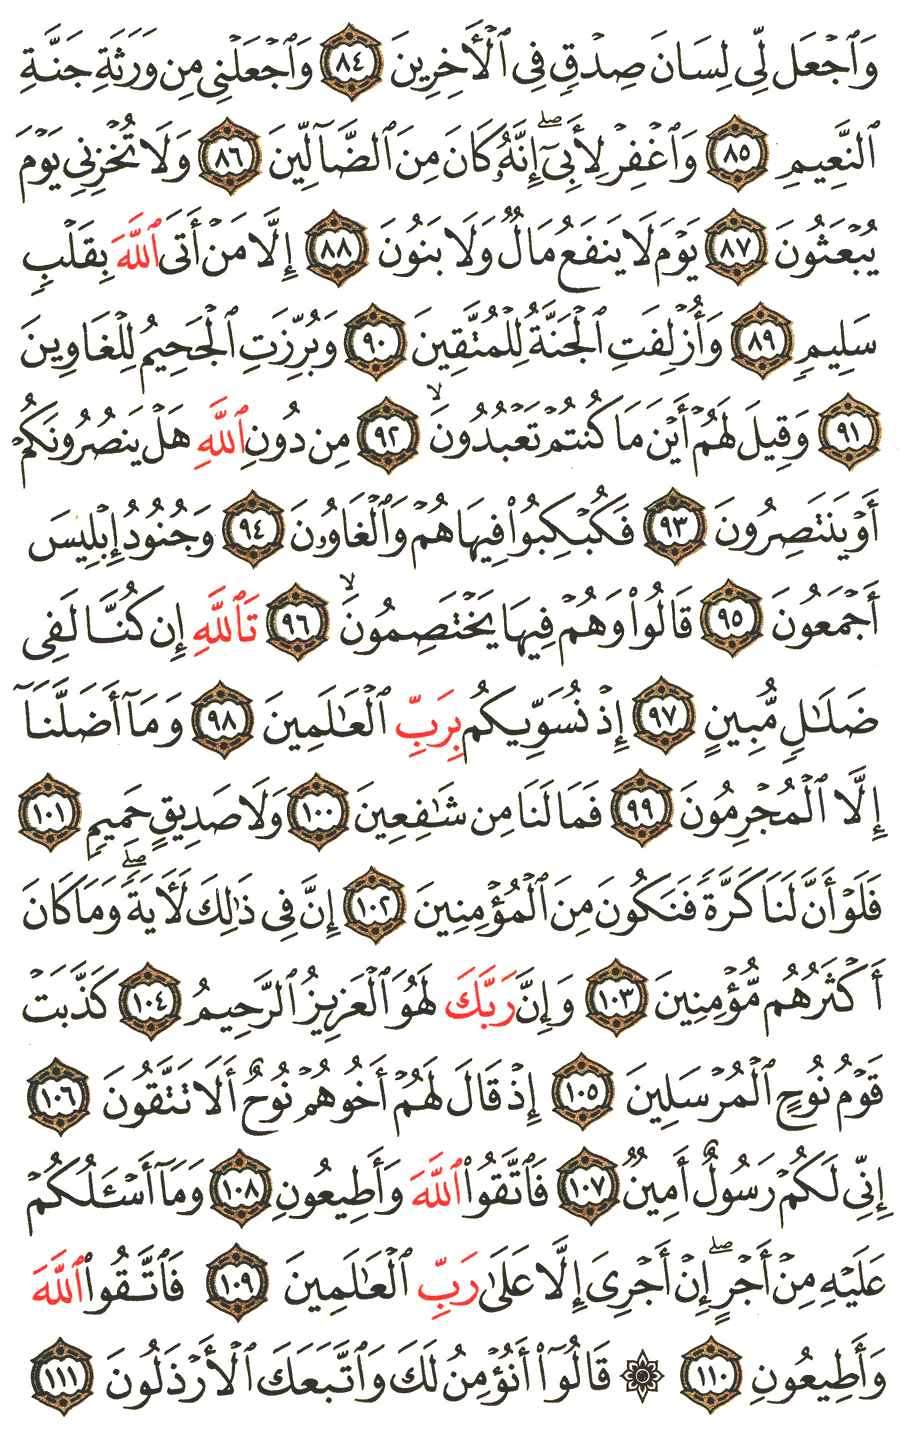 وَٱجۡعَل لِّي لِسَانَ صِدۡقٖ فِي ٱلۡأٓخِرِينَ ٨٤ وَٱجۡعَلۡنِي مِن وَرَثَةِ جَنَّةِ
ٱلنَّعِيمِ ٨٥ وَٱغۡفِرۡ لِأَبِيٓ إِنَّهُۥ كَانَ مِنَ ٱلضَّآلِّينَ ٨٦ وَلَا تُخۡزِنِي يَوۡمَ
يُبۡعَثُونَ ٨٧ يَوۡمَ لَا يَنفَعُ مَالٞ وَلَا بَنُونَ ٨٨ إِلَّا مَنۡ أَتَى ٱللَّهَ بِقَلۡبٖ
سَلِيمٖ ٨٩ وَأُزۡلِفَتِ ٱلۡجَنَّةُ لِلۡمُتَّقِينَ ٩٠ وَبُرِّزَتِ ٱلۡجَحِيمُ لِلۡغَاوِينَ
٩١ وَقِيلَ لَهُمۡ أَيۡنَ مَا كُنتُمۡ تَعۡبُدُونَۙ ٩٢ مِن دُونِ ٱللَّهِ هَلۡ يَنصُرُونَكُمۡ
أَوۡ يَنتَصِرُونَ ٩٣ فَكُبۡكِبُواْ فِيهَا هُمۡ وَٱلۡغَاوُۥنَ ٩٤ وَجُنُودُ إِبۡلِيسَ
أَجۡمَعُونَ ٩٥ قَالُواْ وَهُمۡ فِيهَا يَخۡتَصِمُونَۙ ٩٦ تَٱللَّهِ إِن كُنَّا لَفِي
ضَلَٰلٖ مُّبِينٍ ٩٧ إِذۡ نُسَوِّيكُم بِرَبِّ ٱلۡعَٰلَمِينَ ٩٨ وَمَآ أَضَلَّنَآ
إِلَّا ٱلۡمُجۡرِمُونَ ٩٩ فَمَا لَنَا مِن شَٰفِعِينَ ١٠٠ وَلَا صَدِيقٍ حَمِيمٖ ١٠١
فَلَوۡ أَنَّ لَنَا كَرَّةٗ فَنَكُونَ مِنَ ٱلۡمُؤۡمِنِينَ ١٠٢ إِنَّ فِي ذَٰلِكَ لَأٓيَةٗۖ وَمَا كَانَ
أَكۡثَرُهُم مُّؤۡمِنِينَ ١٠٣ وَإِنَّ رَبَّكَ لَهُوَ ٱلۡعَزِيزُ ٱلرَّحِيمُ ١٠٤ كَذَّبَتۡ
قَوۡمُ نُوحٍ ٱلۡمُرۡسَلِينَ ١٠٥ إِذۡ قَالَ لَهُمۡ أَخُوهُمۡ نُوحٌ أَلَا تَتَّقُونَ ١٠٦
إِنِّي لَكُمۡ رَسُولٌ أَمِينٞ ١٠٧ فَٱتَّقُواْ ٱللَّهَ وَأَطِيعُونِ ١٠٨ وَمَآ أَسۡـَٔلُكُمۡ
عَلَيۡهِ مِنۡ أَجۡرٍۖ إِنۡ أَجۡرِيَ إِلَّا عَلَىٰ رَبِّ ٱلۡعَٰلَمِينَ ١٠٩ فَٱتَّقُواْ ٱللَّهَ
وَأَطِيعُونِ ١١٠ ۞ قَالُوٓاْ أَنُؤۡمِنُ لَكَ وَٱتَّبَعَكَ ٱلۡأَرۡذَلُونَ ١١١